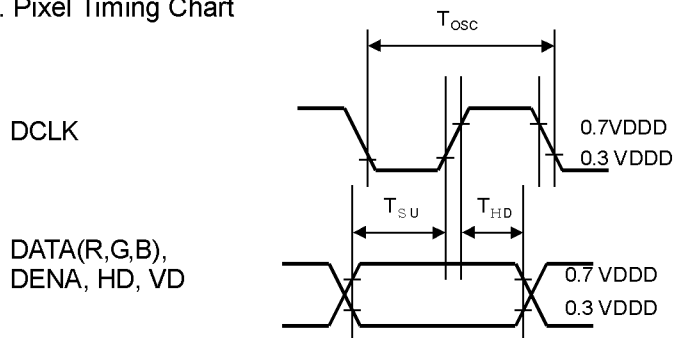 . Pixel Timing Chart
TOSC
DCLK
0.7VDDD
0.3 VDDD
TSU
THD
DATA(R,G,B),
DENA, HD, VD
0.7 VDDD
0.3 VDDD